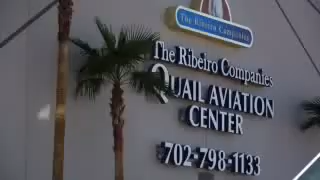 The Ribeiro Companies
The Ribeiro Companies
QUAIL AVIATION
CENTER
702-798-1133